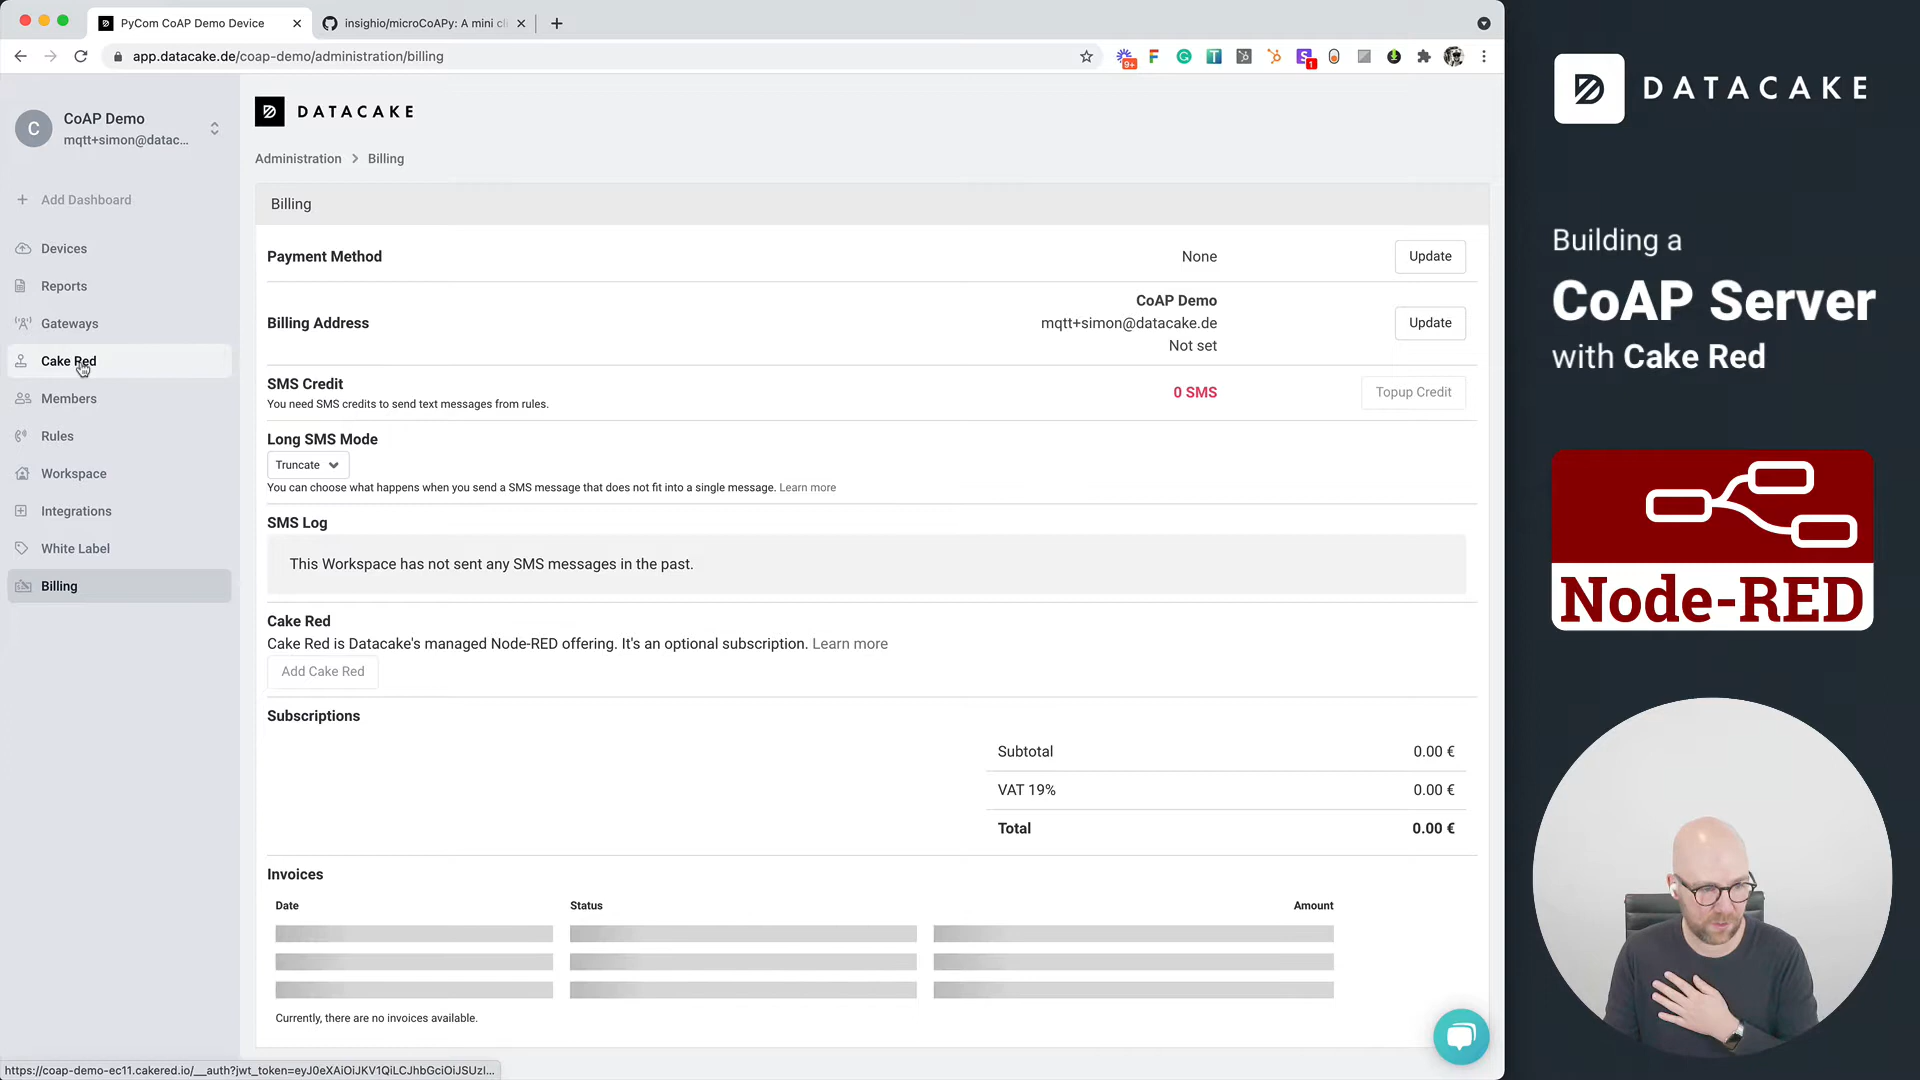 PyCom CoAP Demo Device
insighio/microCoAPy: A mini cli
app.datacake.de/coap-demo/administration/billing
9+
1
C
CoAP Demo
mqtt+simon@datac...
Add Dashboard
Devices
Reports
Gateways
Cake Red
Members
Rules
Workspace
Integrations
White Label
Billing
DATACAKE
Administration > Billing
Billing
Payment Method
None
Update
Billing Address
CoAP Demo
mqtt+simon@datacake.de
Not set
Update
SMS Credit
You need SMS credits to send text messages from rules.
0 SMS
Topup Credit
Long SMS Mode
Truncate
You can choose what happens when you send a SMS message that does not fit into a single message. Learn more
SMS Log
This Workspace has not sent any SMS messages in the past.
Cake Red
Cake Red is Datacake's managed Node-RED offering. It's an optional subscription. Learn more
Add Cake Red
Subscriptions
Subtotal 0.00 €
VAT 19% 0.00 €
Total 0.00 €
Invoices
Date Status Amount
Currently, there are no invoices available.
https://coap-demo-ec11.cakered.io/__auth?jwt_token=eyJ0eXAiOiJKV1QiLCJhbGciOiJSUzI...
DATACAKE
Building a
CoAP Server
with Cake Red
Node-RED